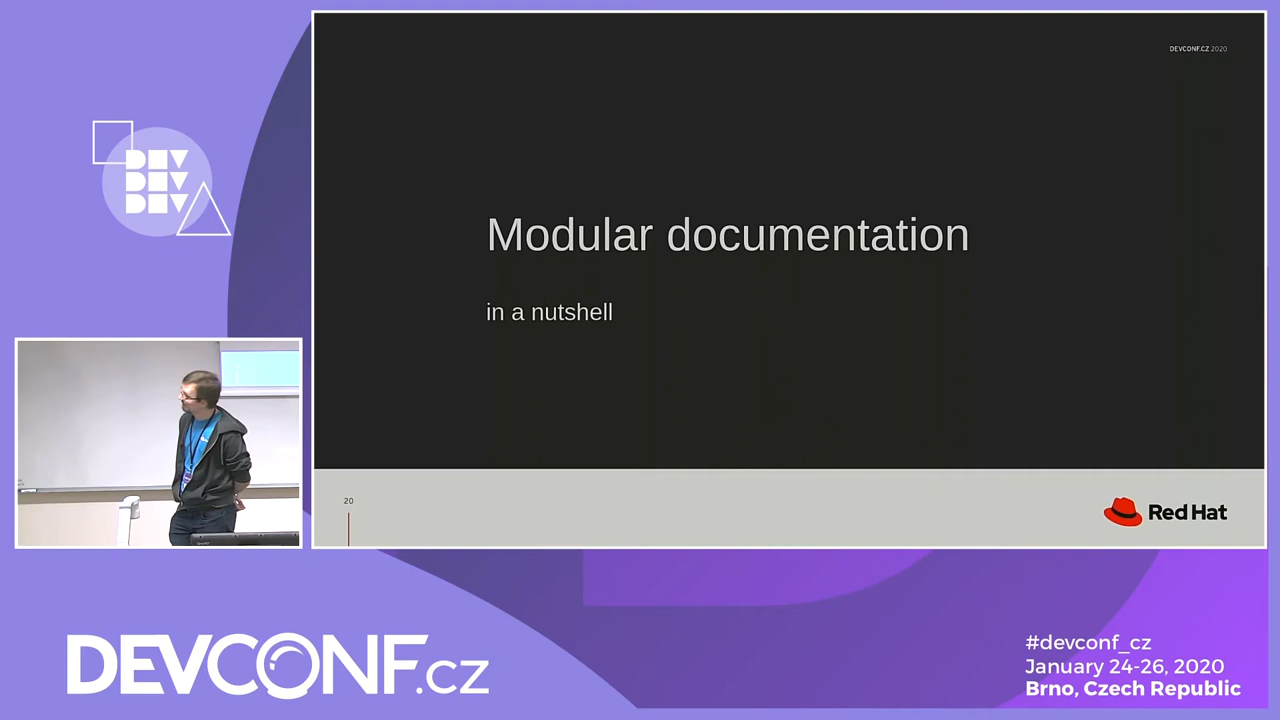 DEVCONF.CZ 2020
DEV
DEV
DEV
Modular documentation
in a nutshell
20
Red Hat
DEVCONF.cz
#devconf_cz
January 24-26, 2020
Brno, Czech Republic